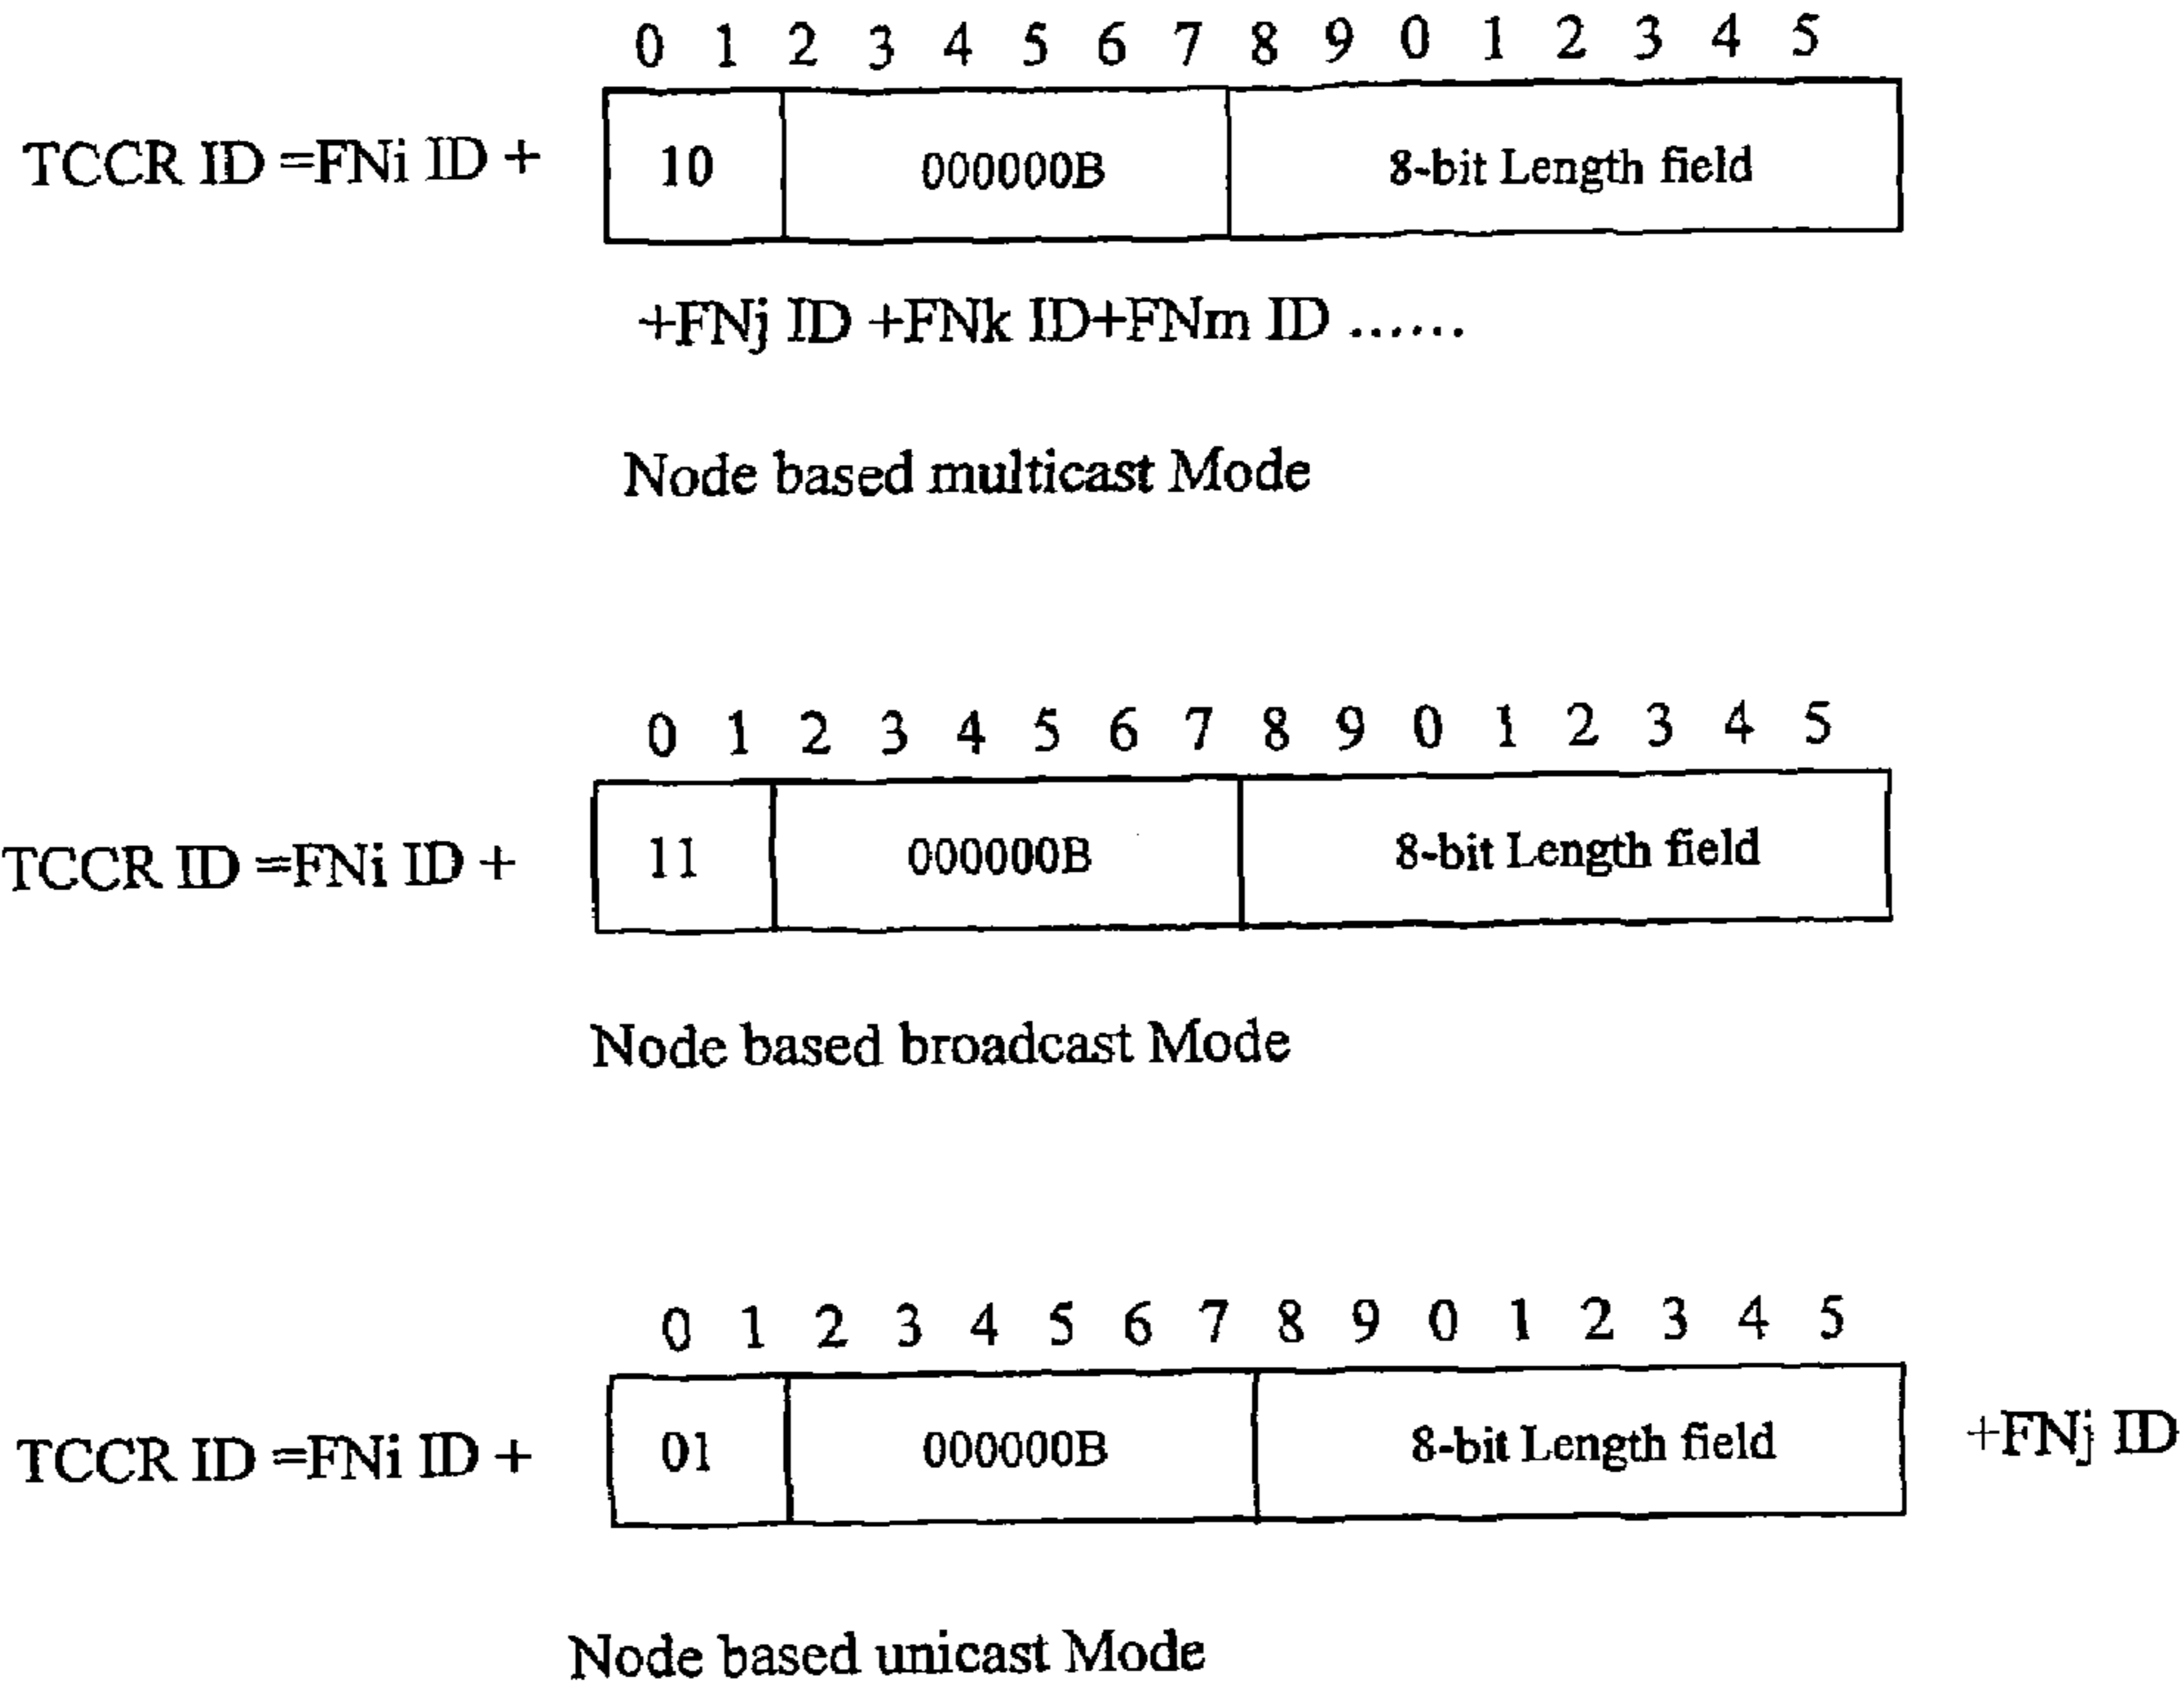 0 1 2 3 4 5 6 7 8 9 0 1 2 3 4 5
TCCR ID =FNi ID + 10 000000B 8-bit Length field
+FNj ID +FNk ID+FNm ID ......
Node based multicast Mode
0 1 2 3 4 5 6 7 8 9 0 1 2 3 4 5
TCCR ID =FNi ID + 11 000000B 8-bit Length field
Node based broadcast Mode
0 1 2 3 4 5 6 7 8 9 0 1 2 3 4 5
TCCR ID =FNi ID + 01 000000B 8-bit Length field +FNj ID
Node based unicast Mode